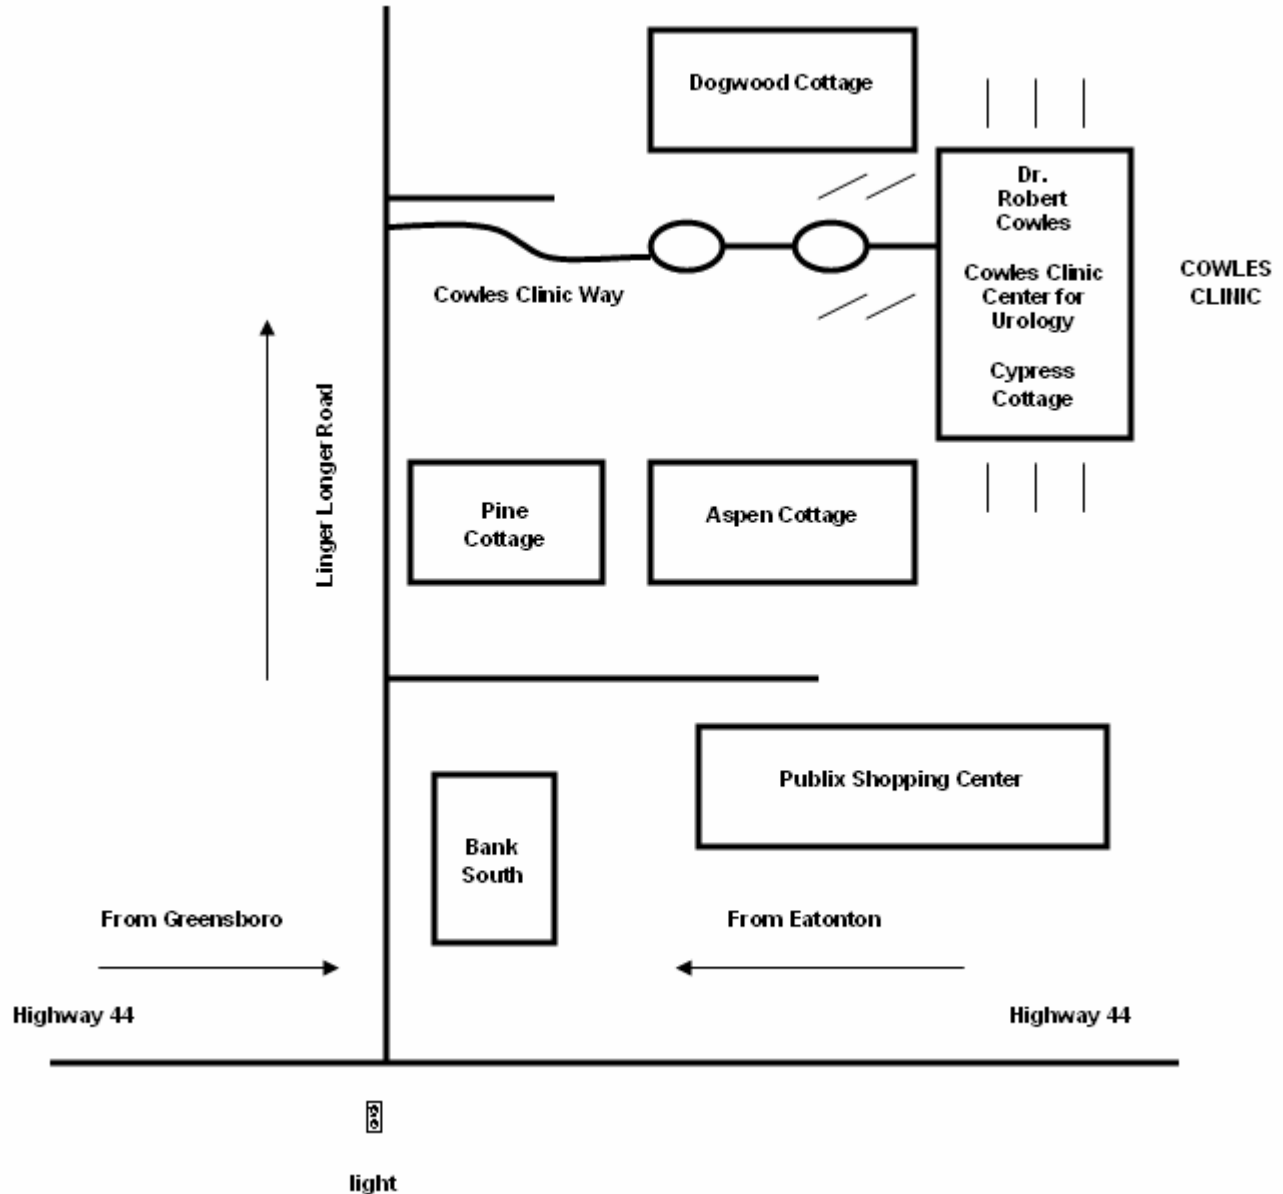 Dogwood Cottage
Dr.
Robert
Cowles
Cowles Clinic
Center for
Urology
Cypress
Cottage
COWLES
CLINIC
Cowles Clinic Way
Linger Longer Road
Pine
Cottage
Aspen Cottage
Publix Shopping Center
Bank
South
From Greensboro
From Eatonton
Highway 44
Highway 44
light